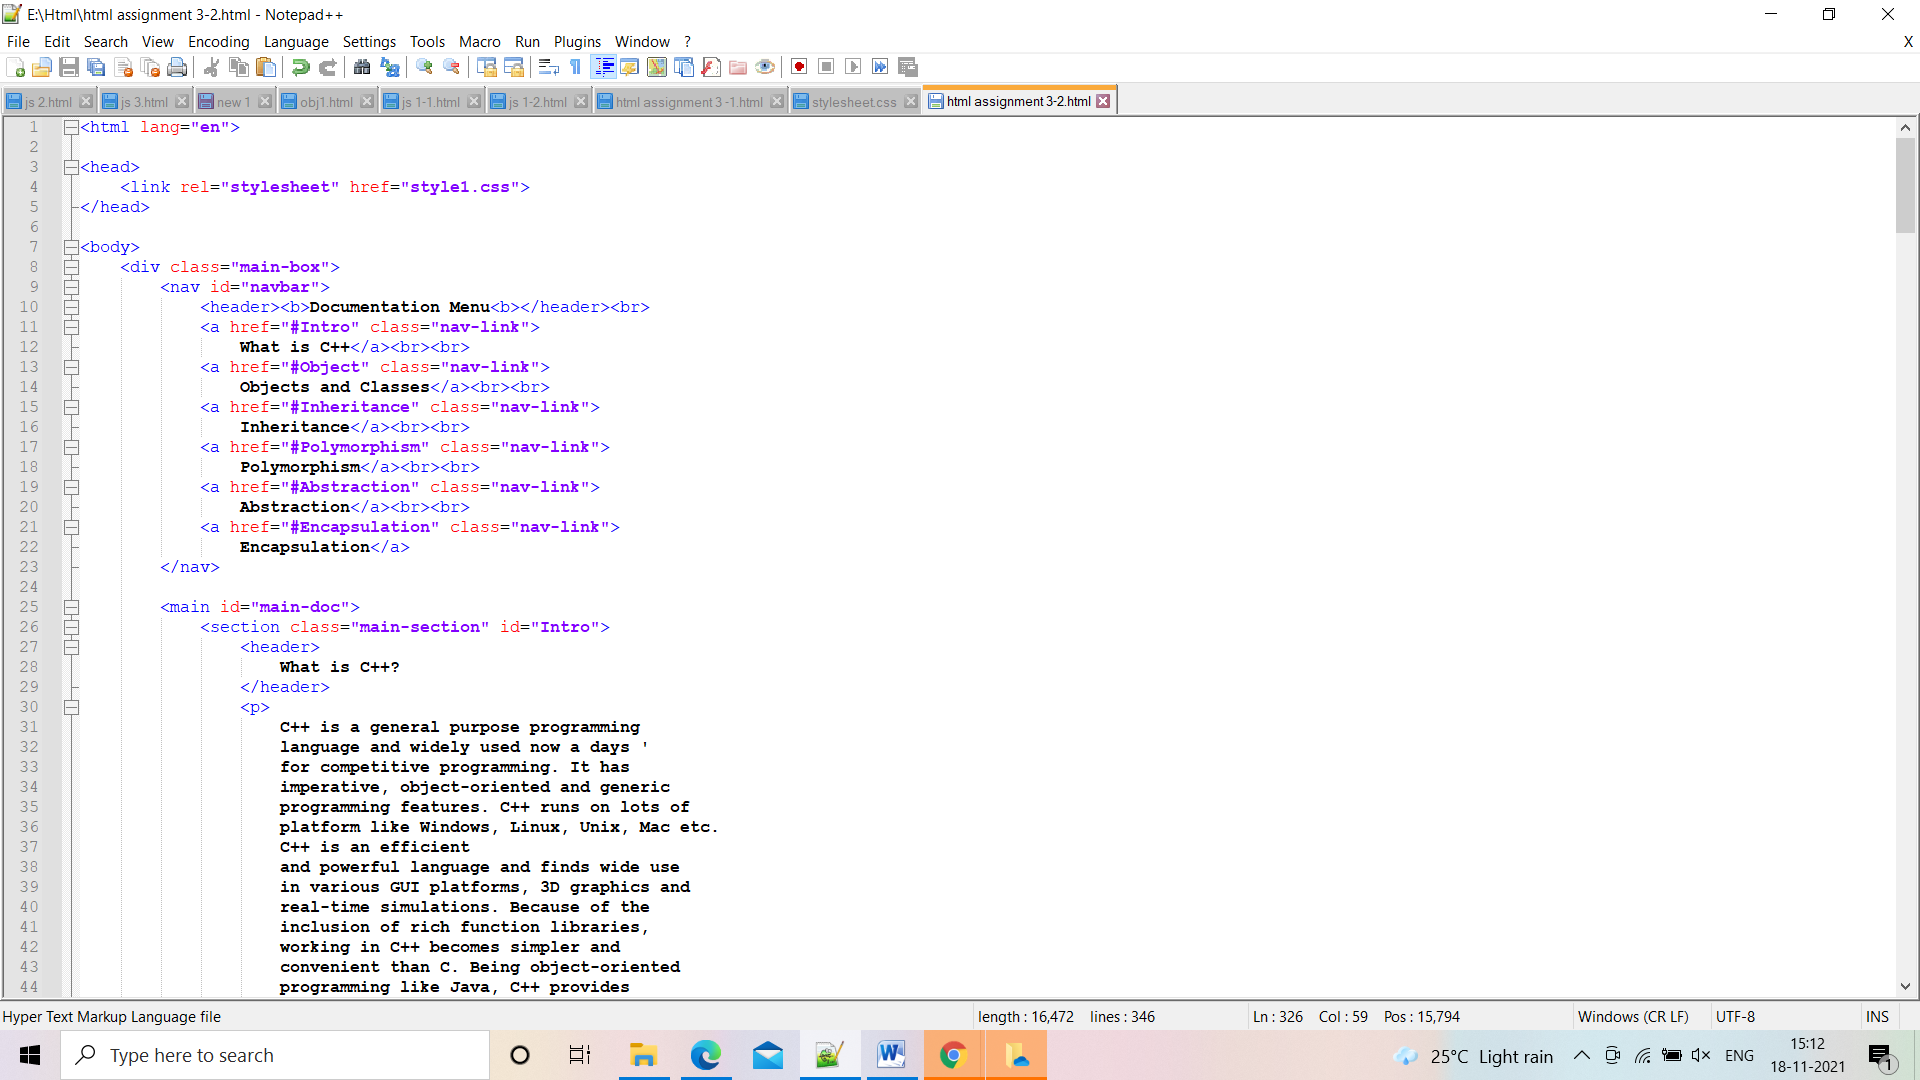 E:\Html\html assignment 3-2.html - Notepad++
File Edit Search View Encoding Language Settings Tools Macro Run Plugins Window ? X
js 2.html js 3.html new 1 obj1.html js 1-1.html js 1-2.html html assignment 3 -1.html stylesheet.css html assignment 3-2.html
1 <html lang="en">
2
3 <head>
4 <link rel="stylesheet" href="style1.css">
5 </head>
6
7 <body>
8 <div class="main-box">
9 <nav id="navbar">
10 <header><b>Documentation Menu<b></header><br>
11 <a href="#Intro" class="nav-link">
12 What is C++</a><br><br>
13 <a href="#Object" class="nav-link">
14 Objects and Classes</a><br><br>
15 <a href="#Inheritance" class="nav-link">
16 Inheritance</a><br><br>
17 <a href="#Polymorphism" class="nav-link">
18 Polymorphism</a><br><br>
19 <a href="#Abstraction" class="nav-link">
20 Abstraction</a><br><br>
21 <a href="#Encapsulation" class="nav-link">
22 Encapsulation</a>
23 </nav>
24
25 <main id="main-doc">
26 <section class="main-section" id="Intro">
27 <header>
28 What is C++?
29 </header>
30 <p>
31 C++ is a general purpose programming
32 language and widely used now a days '
33 for competitive programming. It has
34 imperative, object-oriented and generic
35 programming features. C++ runs on lots of
36 platform like Windows, Linux, Unix, Mac etc.
37 C++ is an efficient
38 and powerful language and finds wide use
39 in various GUI platforms, 3D graphics and
40 real-time simulations. Because of the
41 inclusion of rich function libraries,
42 working in C++ becomes simpler and
43 convenient than C. Being object-oriented
44 programming like Java, C++ provides
Hyper Text Markup Language file length : 16,472 lines : 346 Ln : 326 Col : 59 Pos : 15,794 Windows (CR LF) UTF-8 INS
Type here to search 25°C Light rain ENG 15:12
18-11-2021 1